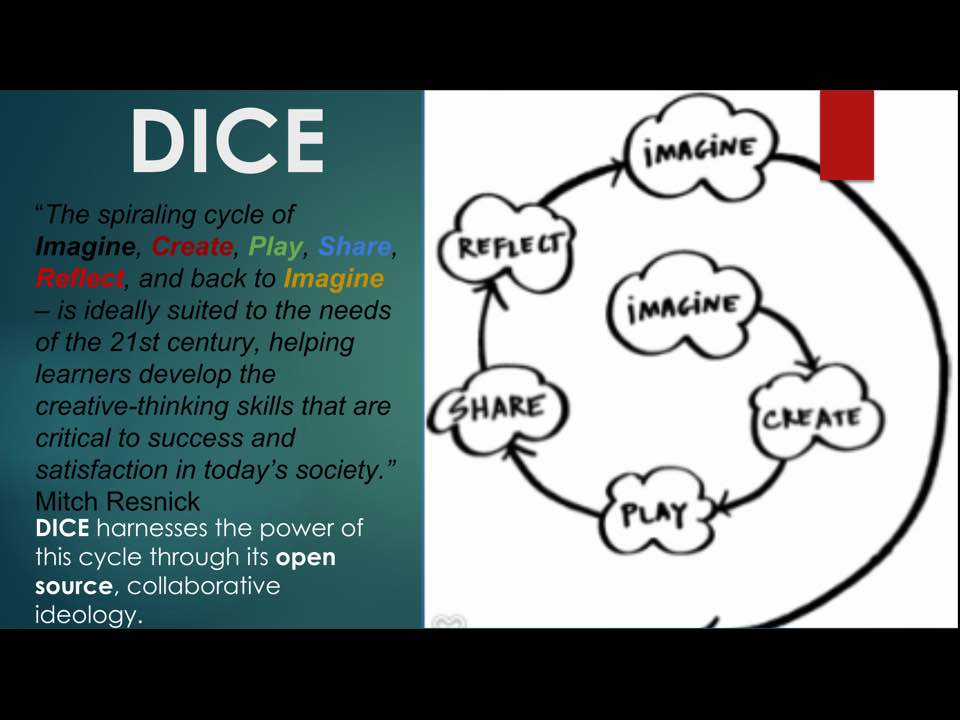 DICE
“The spiraling cycle of
Imagine, Create, Play, Share,
Reflect, and back to Imagine
– is ideally suited to the needs
of the 21st century, helping
learners develop the
creative-thinking skills that are
critical to success and
satisfaction in today’s society.”
Mitch Resnick
DICE harnesses the power of
this cycle through its open
source, collaborative
ideology.
iMAGiNE
REFLECT
iMAGiNE
SHARE
CREATE
PLAY